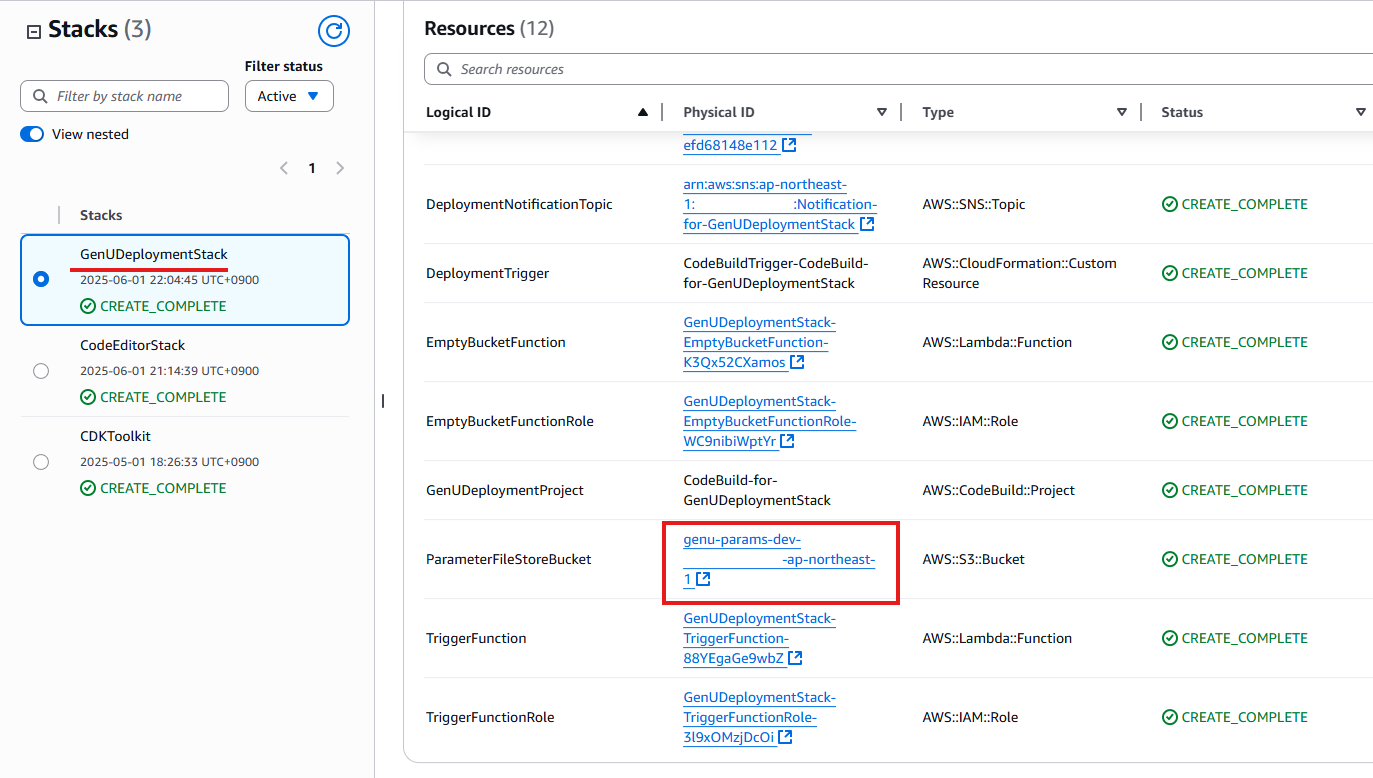 Stacks (3)
Filter status
Filter by stack name
Active
View nested
1
Stacks
GenUDeploymentStack
2025-06-01 22:04:45 UTC+0900
CREATE_COMPLETE
CodeEditorStack
2025-06-01 21:14:39 UTC+0900
CREATE_COMPLETE
CDKToolkit
2025-05-01 18:26:33 UTC+0900
CREATE_COMPLETE
Resources (12)
Search resources
Logical ID
Physical ID
Type
Status
efd68148e112
DeploymentNotificationTopic
arn:aws:sns:ap-northeast-
1: :Notification-
for-GenUDeploymentStack
AWS::SNS::Topic
CREATE_COMPLETE
DeploymentTrigger
CodeBuildTrigger-CodeBuild-
for-GenUDeploymentStack
AWS::CloudFormation::Custom
Resource
CREATE_COMPLETE
EmptyBucketFunction
GenUDeploymentStack-
EmptyBucketFunction-
K3Qx52CXamos
AWS::Lambda::Function
CREATE_COMPLETE
EmptyBucketFunctionRole
GenUDeploymentStack-
EmptyBucketFunctionRole-
WC9nibiWptYr
AWS::IAM::Role
CREATE_COMPLETE
GenUDeploymentProject
CodeBuild-for-
GenUDeploymentStack
AWS::CodeBuild::Project
CREATE_COMPLETE
ParameterFileStoreBucket
genu-params-dev-
-ap-northeast-
1
AWS::S3::Bucket
CREATE_COMPLETE
TriggerFunction
GenUDeploymentStack-
TriggerFunction-
88YEgaGe9wbZ
AWS::Lambda::Function
CREATE_COMPLETE
TriggerFunctionRole
GenUDeploymentStack-
TriggerFunctionRole-
3l9xOMzjDcOi
AWS::IAM::Role
CREATE_COMPLETE